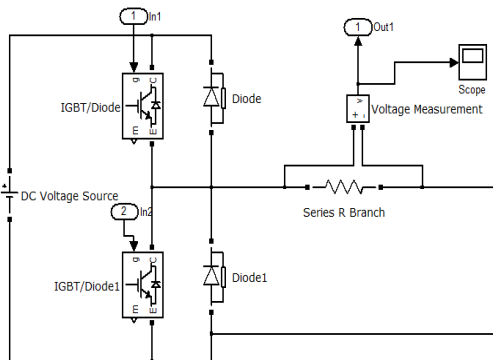 1 In1
1 Out1
g C
IGBT/Diode
m E
Diode
v
+ -
Voltage Measurement
Scope
+
DC Voltage Source
2 In2
Series R Branch
g C
IGBT/Diode1
m E
Diode1